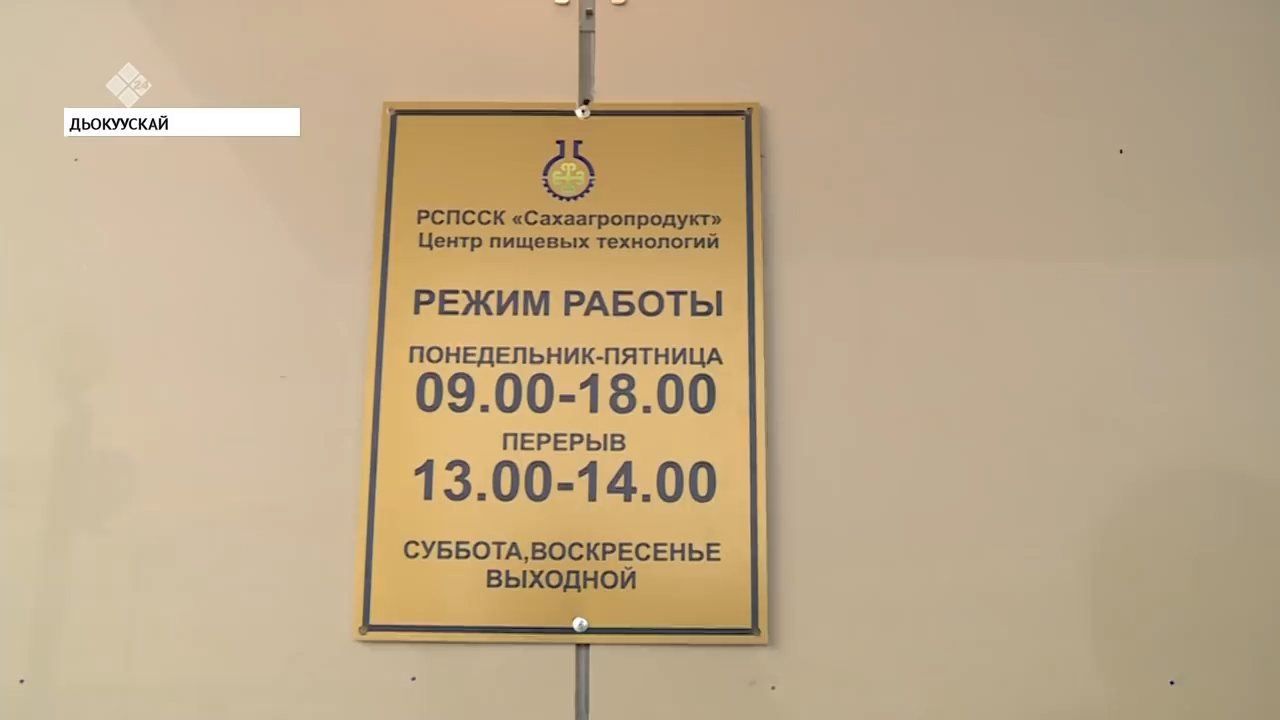 24
ДЬОКУУСКАЙ
РСПССК «Сахаагропродукт»
Центр пищевых технологий
РЕЖИМ РАБОТЫ
ПОНЕДЕЛЬНИК-ПЯТНИЦА
09.00-18.00
ПЕРЕРЫВ
13.00-14.00
СУББОТА,ВОСКРЕСЕНЬЕ
ВЫХОДНОЙ